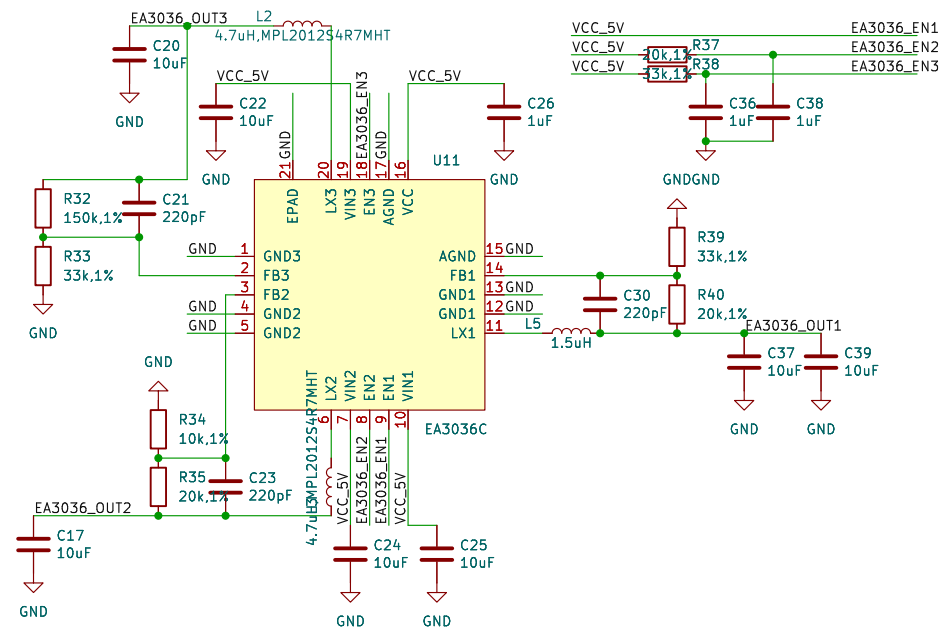 EA3036_OUT3
L2
4.7uH,MPL2012S4R7MHT
C20
10uF
GND
VCC_5V
C22
10uF
GND
GND
EA3036_EN3
GND
VCC_5V
C26
1uF
GND
VCC_5V
EA3036_EN1
VCC_5V
R37
20k,1%
EA3036_EN2
VCC_5V
R38
33k,1%
EA3036_EN3
C36
1uF
C38
1uF
GND
GND
U11
21
20
19
18
17
16
EPAD
LX3
VIN3
EN3
AGND
VCC
R32
150k,1%
C21
220pF
R33
33k,1%
GND
GND
1
GND3
2
FB3
3
FB2
GND
4
GND2
GND
5
GND2
AGND
15
GND
FB1
14
GND1
13
GND
GND1
12
GND
LX1
11
L5
1.5uH
R39
33k,1%
C30
220pF
R40
20k,1%
EA3036_OUT1
C37
10uF
C39
10uF
GND
GND
LX2
VIN2
EN2
EN1
VIN1
6
7
8
9
10
EA3036C
GND
R34
10k,1%
R35
20k,1%
C23
220pF
4.7uH,MPL2012S4R7MHT
VCC_5V
EA3036_EN2
EA3036_EN1
VCC_5V
EA3036_OUT2
C17
10uF
GND
C24
10uF
GND
C25
10uF
GND